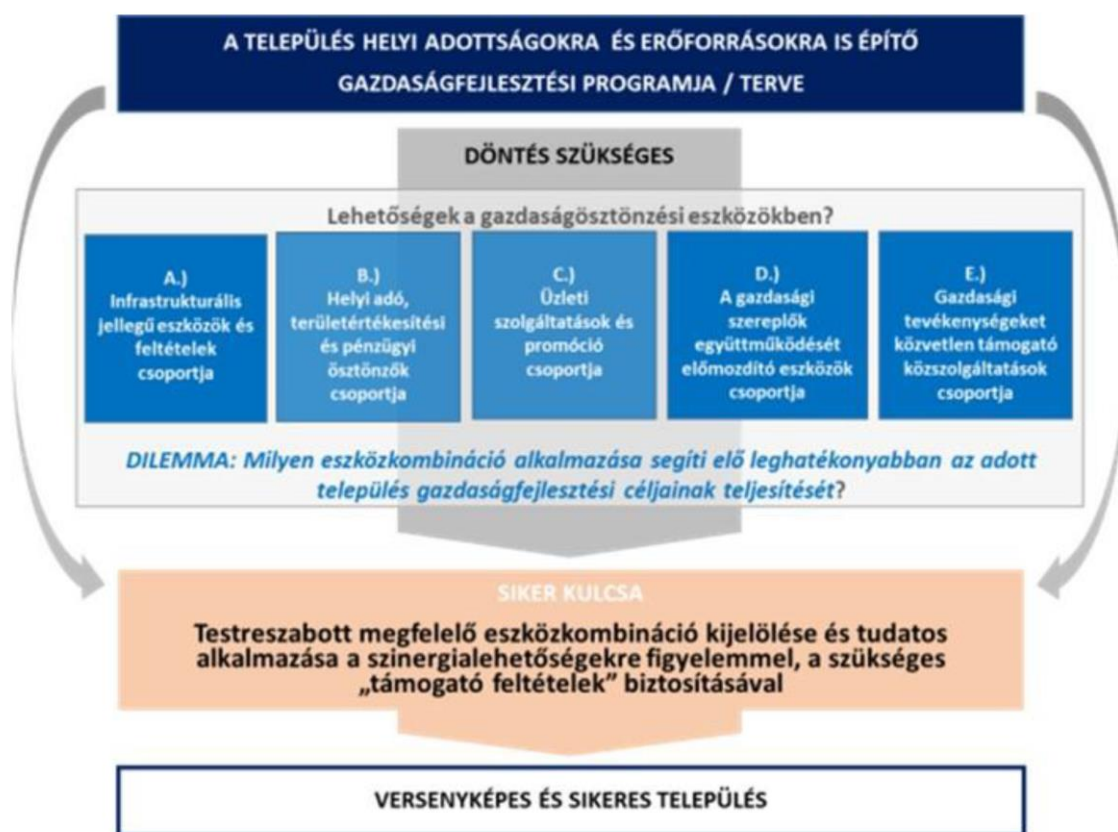 A TELEPÜLÉS HELYI ADOTTSÁGOKRA ÉS ERŐFORRÁSOKRA IS ÉPÍTŐ
GAZDASÁGFEJLESZTÉSI PROGRAMJA / TERVE
DÖNTÉS SZÜKSÉGES
Lehetőségek a gazdaságösztönzési eszközökben?
A.)
Infrastrukturális
jellegű eszközök és
feltételek
csoportja
B.)
Helyi adó,
területértékesítési
és pénzügyi
ösztönzők
csoportja
C.)
Üzleti
szolgáltatások és
promóció
csoportja
D.)
A gazdasági
szereplők
együttműködését
előmozdító eszközök
csoportja
E.)
Gazdasági
tevékenységeket
közvetlen támogató
közszolgáltatások
csoportja
DILEMMA: Milyen eszközkombináció alkalmazása segíti elő leghatékonyabban az adott
település gazdaságfejlesztési céljainak teljesítését?
SIKER KULCSA
Testreszabott megfelelő eszközkombináció kijelölése és tudatos
alkalmazása a szinergialehetőségekre figyelemmel, a szükséges
„támogató feltételek” biztosításával
VERSENYKÉPES ÉS SIKERES TELEPÜLÉS